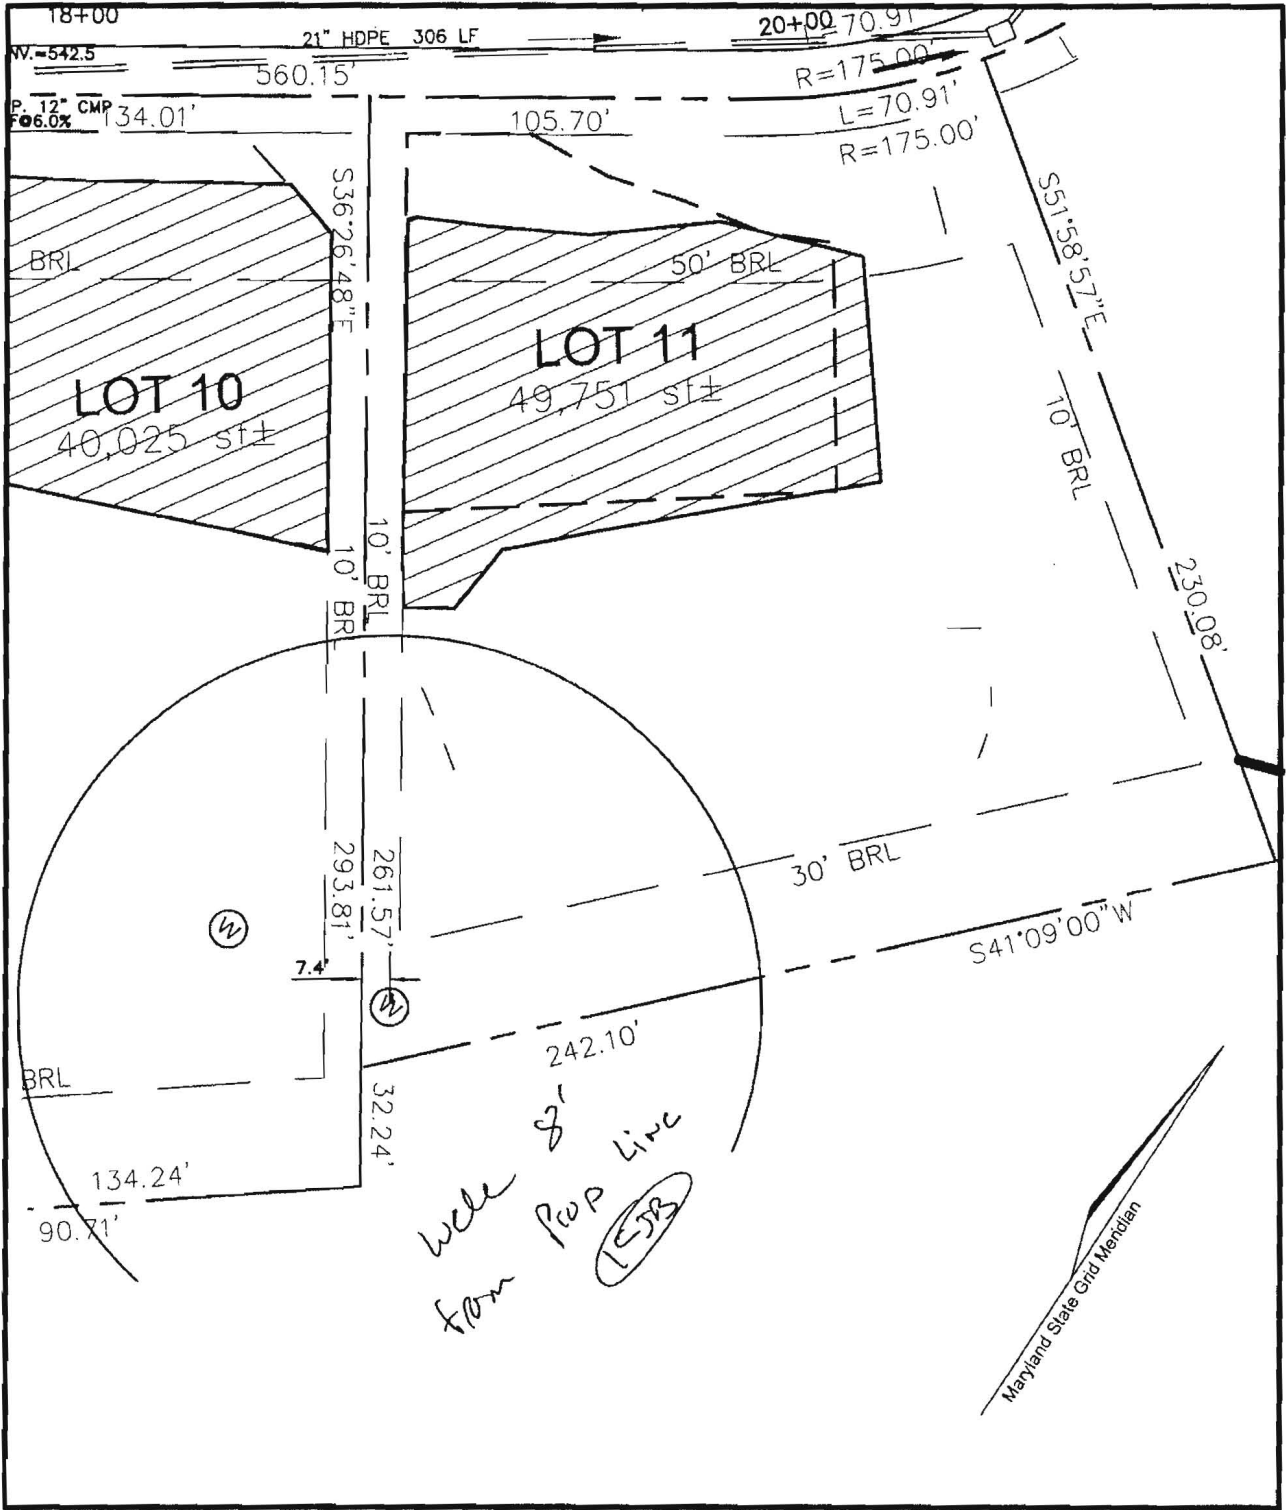 18+00
21" HDPE 306 LF
20+00
70.91'
NV.=542.5
560.15'
R=175.00'
P. 12" CMP
F@6.0%
134.01'
105.70'
L=70.91'
R=175.00'
S36°26'48"E
S51°58'57"E
BRL
50' BRL
LOT 10
40,025 sf±
LOT 11
49,751 sf±
10' BRL
10' BRL
10' BRL
230.08'
293.81'
261.57'
30' BRL
W
S41°09'00"W
7.4'
W
242.10'
BRL
32.24'
134.24'
90.71'
Well 8'
from Prop Line
Maryland State Grid Meridian